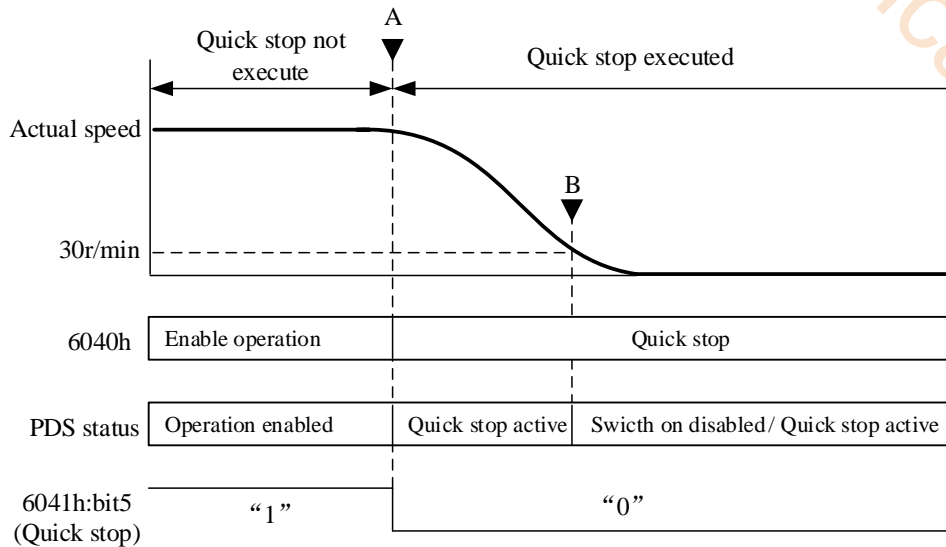 A
Quick stop not
execute
Quick stop executed
Actual speed
B
30r/min
6040h
Enable operation
Quick stop
PDS status
Operation enabled
Quick stop active
Swicth on disabled / Quick stop active
6041h:bit5
(Quick stop)
“1”
“0”